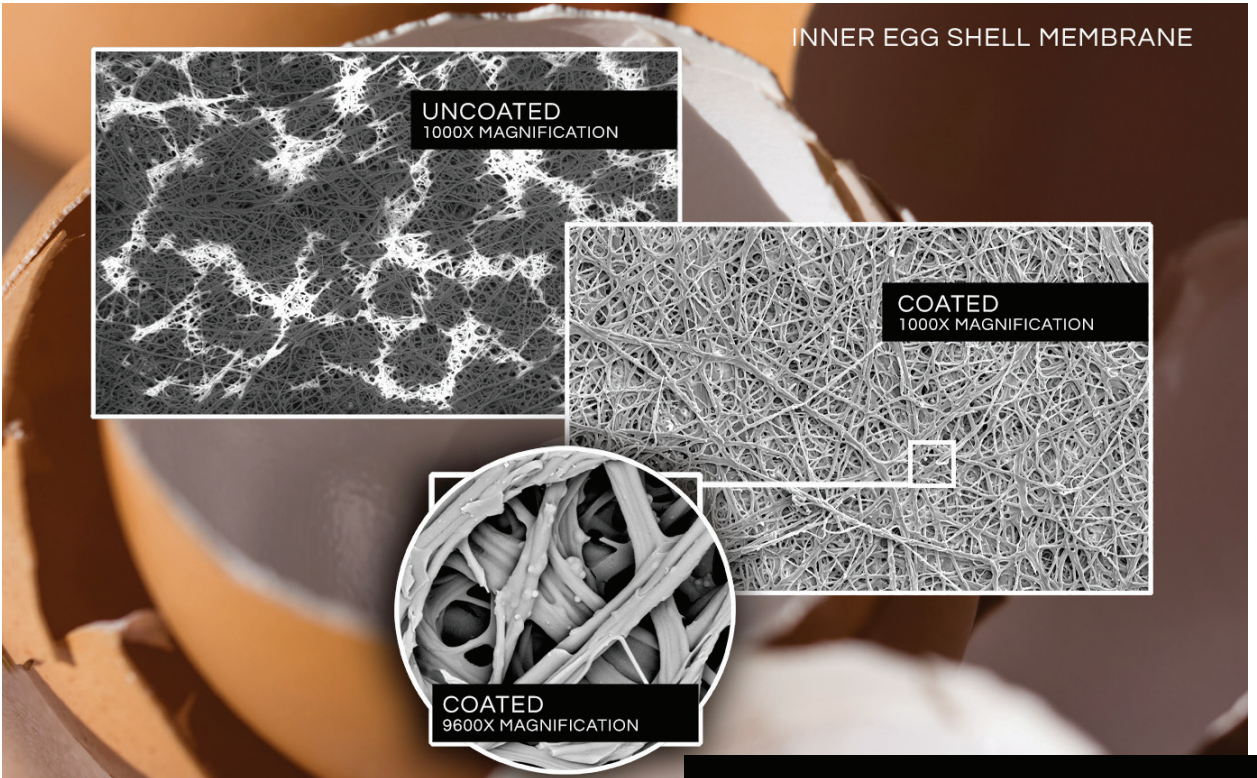 INNER EGG SHELL MEMBRANE
UNCOATED
1000X MAGNIFICATION
COATED
1000X MAGNIFICATION
COATED
9600X MAGNIFICATION